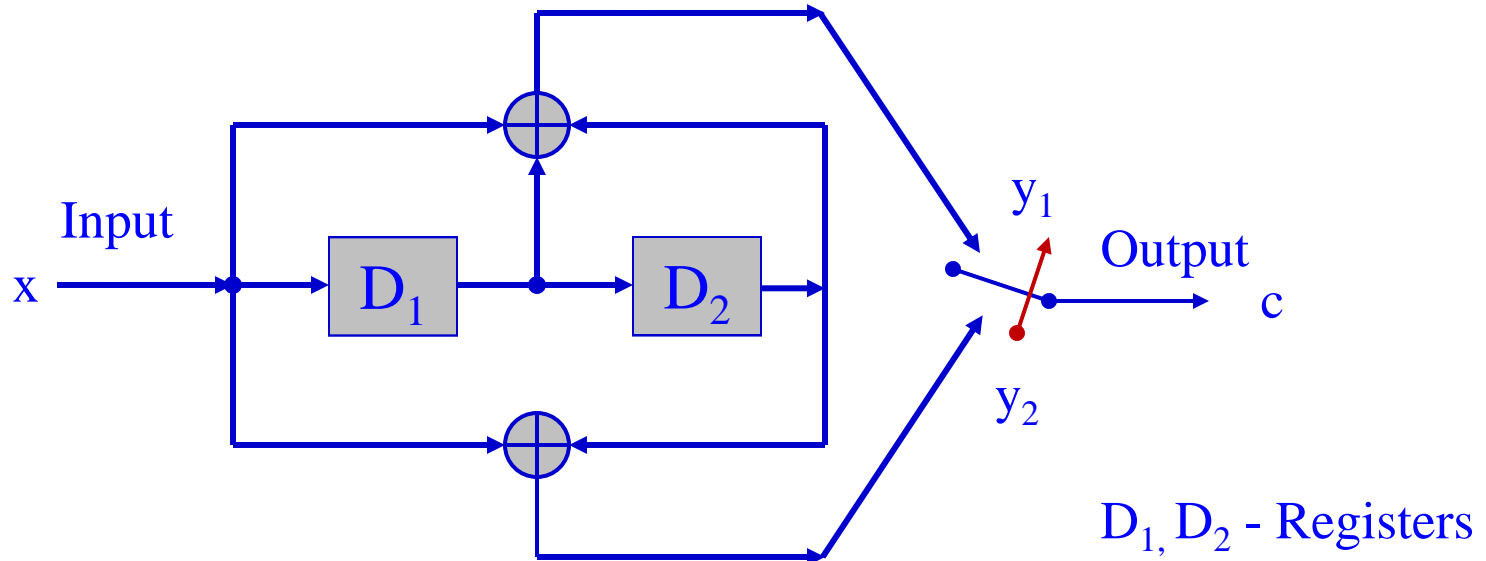 Input
x
D1
D2
y1
y2
Output
c
D1, D2 - Registers